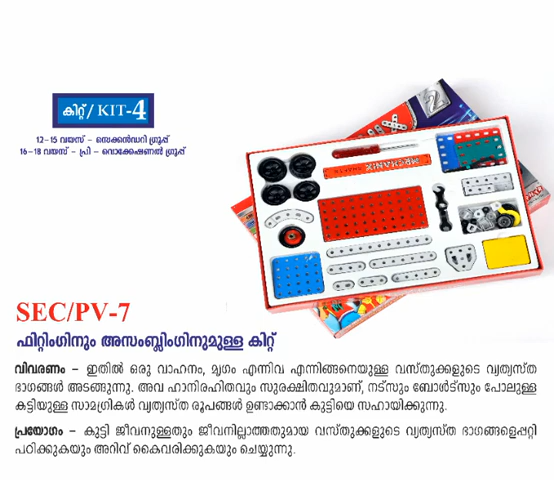 കിറ്റ്/ KIT-4
12-15 വയസ് – സെക്കൻഡറി ഗ്രൂപ്പ്
16-18 വയസ് – പ്രി – വൊക്കേഷണൽ ഗ്രൂപ്പ്
2
MECHANIX
SEC/PV-7
ഫിറ്റിംഗിനും അസംബ്ലിംഗിനുമുള്ള കിറ്റ്
വിവരണം – ഇതിൽ ഒരു വാഹനം, മൃഗം എന്നിവ എന്നിങ്ങനെയുള്ള വസ്തുക്കളുടെ വ്യത്യസ്ത
ഭാഗങ്ങൾ അടങ്ങുന്നു. അവ ഹാനിരഹിതവും സുരക്ഷിതവുമാണ്, നട്സും ബോൾട്സും പോലുള്ള
കട്ടിയുള്ള സാമഗ്രികൾ വ്യത്യസ്ത രൂപങ്ങൾ ഉണ്ടാക്കാൻ കുട്ടിയെ സഹായിക്കുന്നു.
പ്രയോഗം – കുട്ടി ജീവനുള്ളതും ജീവനില്ലാത്തതുമായ വസ്തുക്കളുടെ വ്യത്യസ്ത ഭാഗങ്ങളെപ്പറ്റി
പഠിക്കുകയും അറിവ് കൈവരിക്കുകയും ചെയ്യുന്നു.